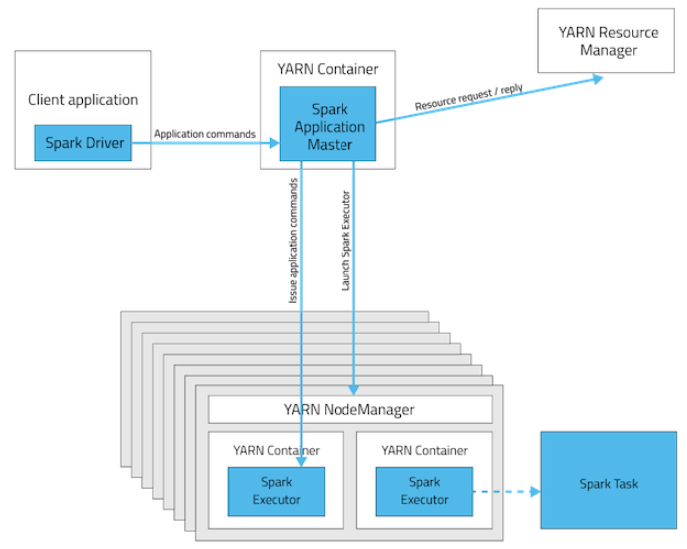 YARN Resource
Manager
YARN Container
Client application
Spark
Application
Master
Spark Driver
Application commands
Resource request / reply
Issue application commands
Launch Spark Executor
YARN NodeManager
YARN Container
YARN Container
Spark
Executor
Spark
Executor
Spark Task